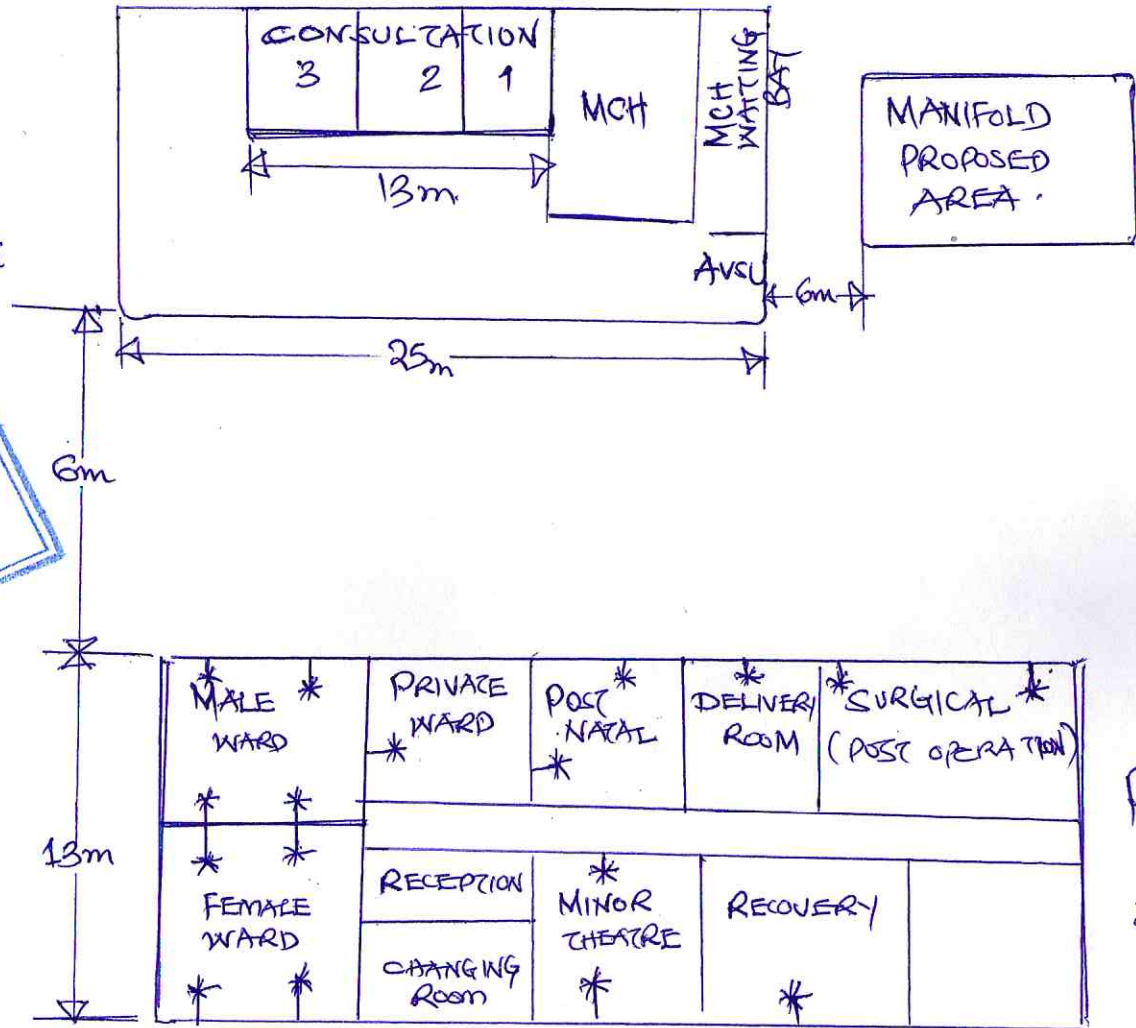 CONSULTATION
3 2 1
MCH
MCH WAITING BAY
MANIFOLD
PROPOSED
AREA.
13m
AVSU
6m
25m
6m
MALE
WARD
PRIVATE
WARD
POST
NATAL
DELIVERY
ROOM
SURGICAL
(POST OPERATION)
13m
FEMALE
WARD
RECEPTION
CHANGING
ROOM
MINOR
THEATRE
RECOVERY